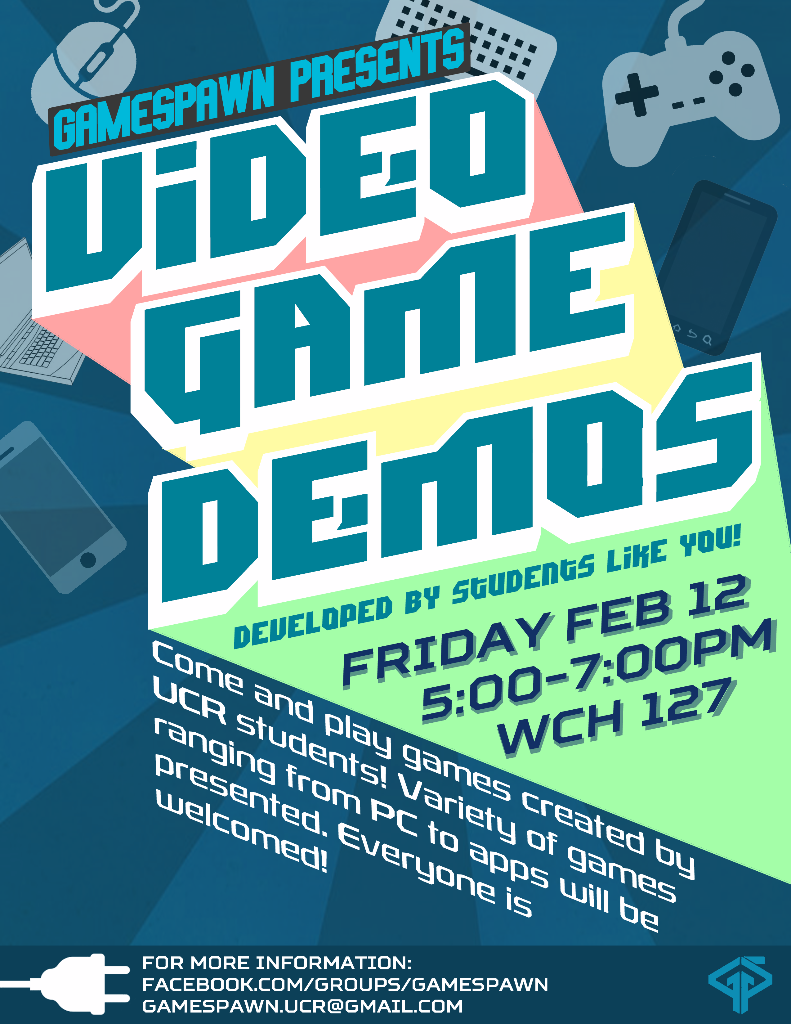 GAMESPAWN PRESENTS
ViDEO
GAME
DEMOS
DEVELOPED BY STUDENTS LiKE YOU!
FRIDAY FEB 12
5:00-7:00PM
WCH 127
Come and play games created by
UCR students! Variety of games
ranging from PC to apps will be
presented. Everyone is
welcomed!
FOR MORE INFORMATION:
FACEBOOK.COM/GROUPS/GAMESPAWN
GAMESPAWN.UCR@GMAIL.COM